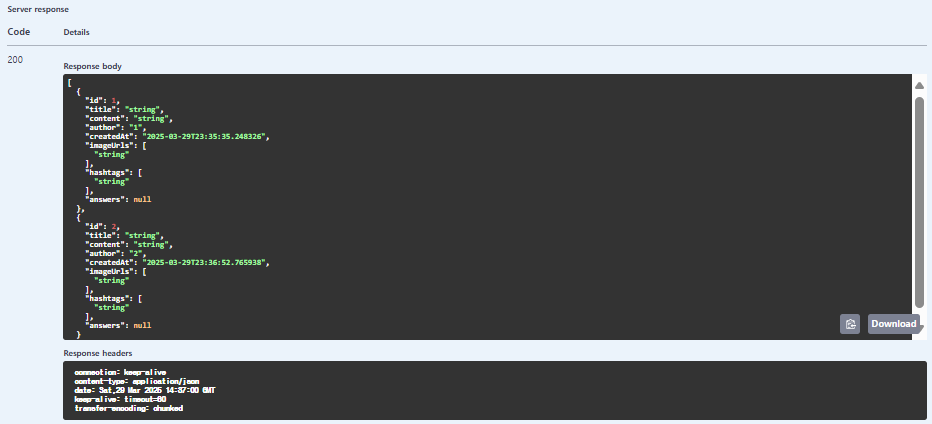 Server response
Code Details
200
Response body
[
  {
    "id": 1,
    "title": "string",
    "content": "string",
    "author": "1",
    "createdAt": "2025-03-29T23:35:35.248326",
    "imageUrls": [
      "string"
    ],
    "hashtags": [
      "string"
    ],
    "answers": null
  },
  {
    "id": 2,
    "title": "string",
    "content": "string",
    "author": "2",
    "createdAt": "2025-03-29T23:36:52.765938",
    "imageUrls": [
      "string"
    ],
    "hashtags": [
      "string"
    ],
    "answers": null
  }
Download
Response headers
connection: keep-alive
content-type: application/json
date: Sat,29 Mar 2025 14:37:00 GMT
keep-alive: timeout=60
transfer-encoding: chunked